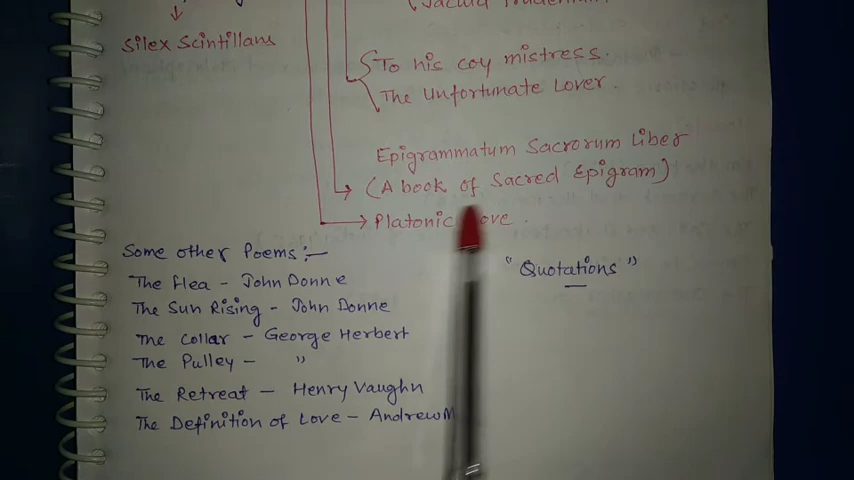 Silex Scintillans
To his coy mistress.
The Unfortunate Lover.
Epigrammatum Sacrorum Liber
(A book of Sacred Epigram)
Platonic Love.
Some other Poems:-
The flea - John Donne
The Sun Rising - John Donne
The Collar - George Herbert
The Pulley - "
The Retreat - Henry Vaughn
The Definition of Love - Andrew M
"Quotations"